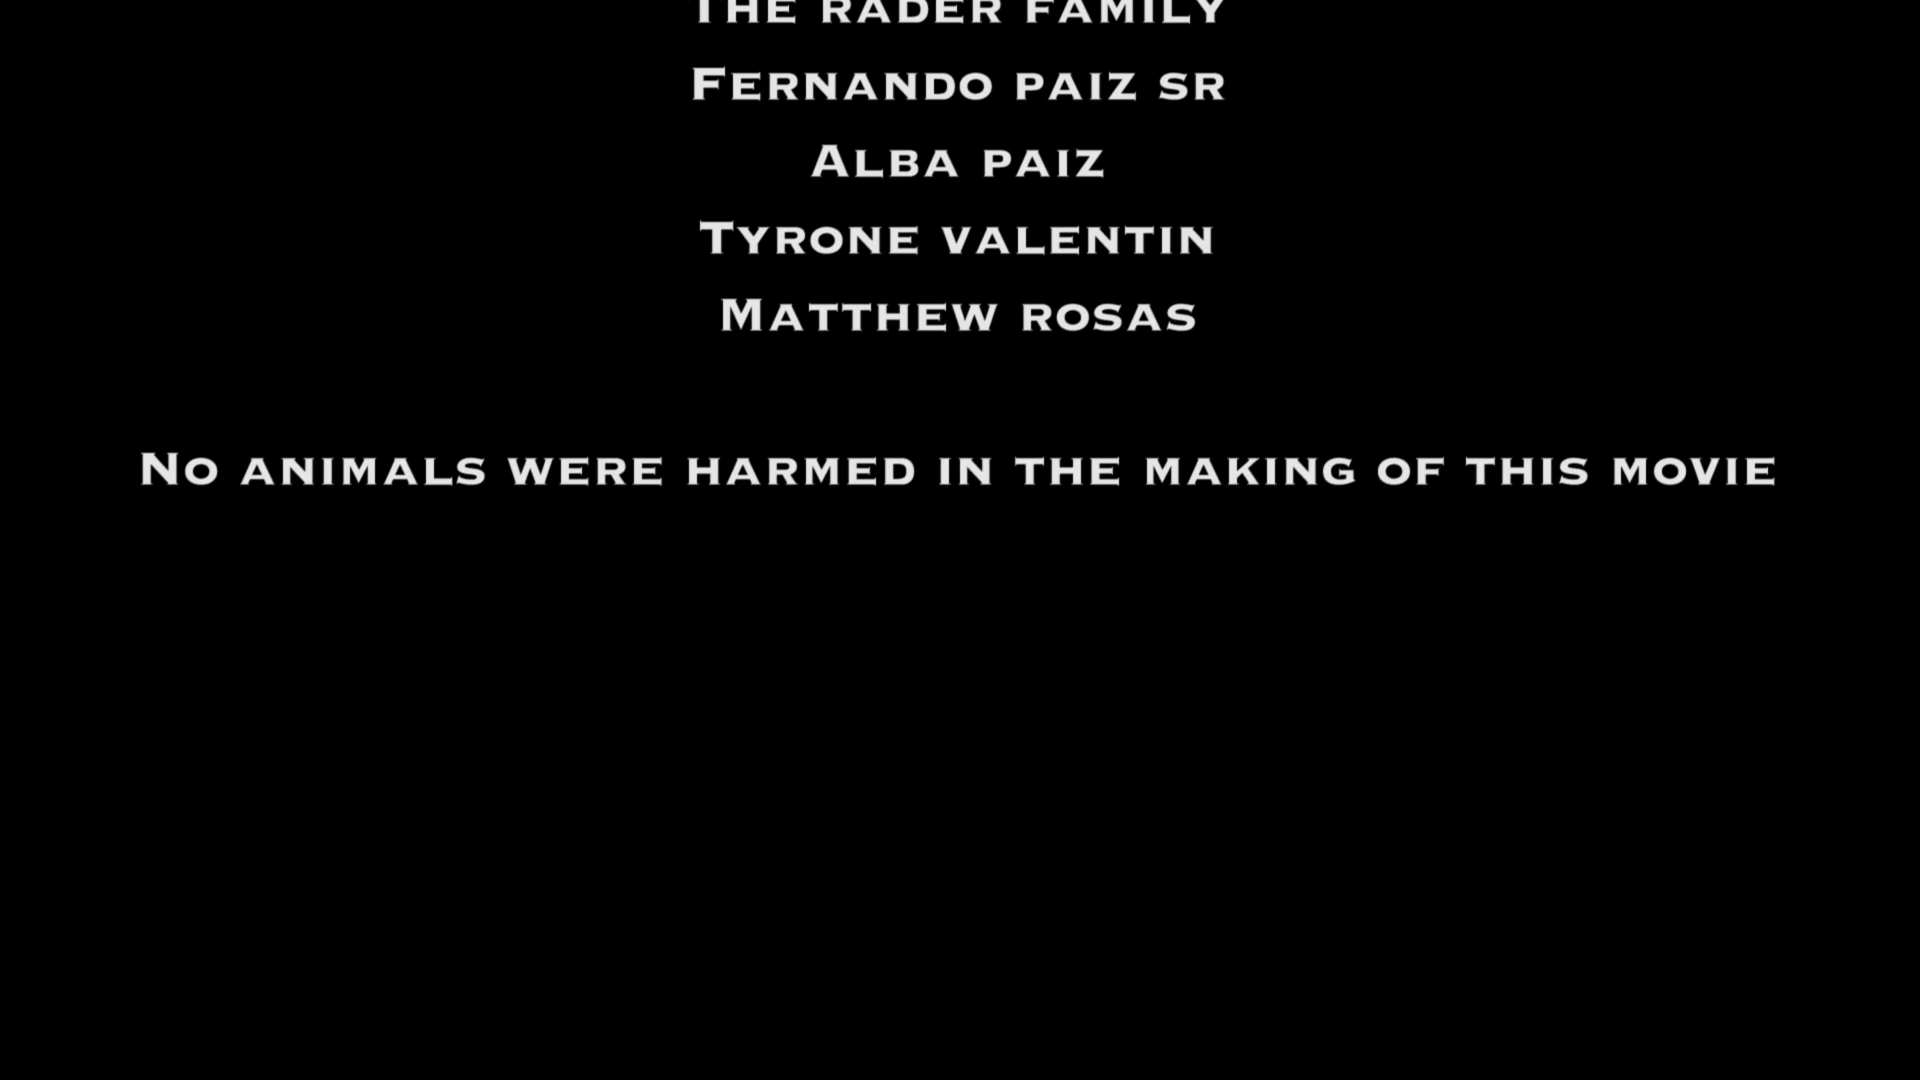 THE RADER FAMILY
FERNANDO PAIZ SR
ALBA PAIZ
TYRONE VALENTIN
MATTHEW ROSAS
NO ANIMALS WERE HARMED IN THE MAKING OF THIS MOVIE